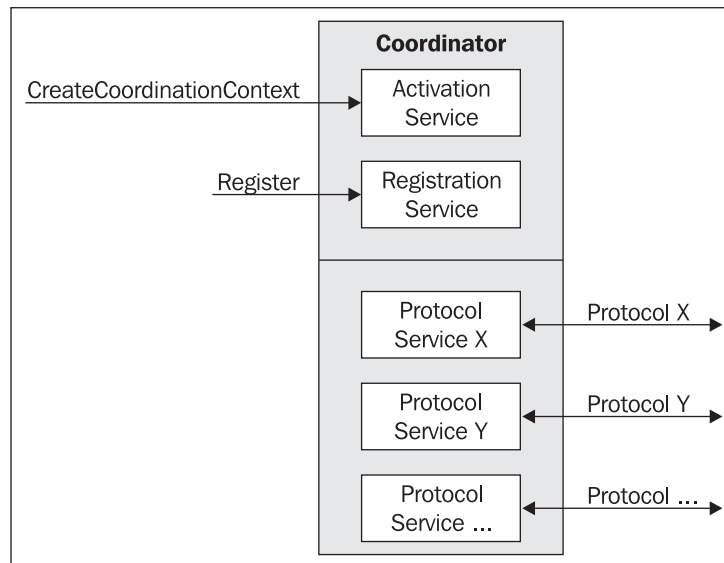 Coordinator
CreateCoordinationContext
Activation
Service
Register
Registration
Service
Protocol
Service X
Protocol X
Protocol
Service Y
Protocol Y
Protocol
Service ...
Protocol ...